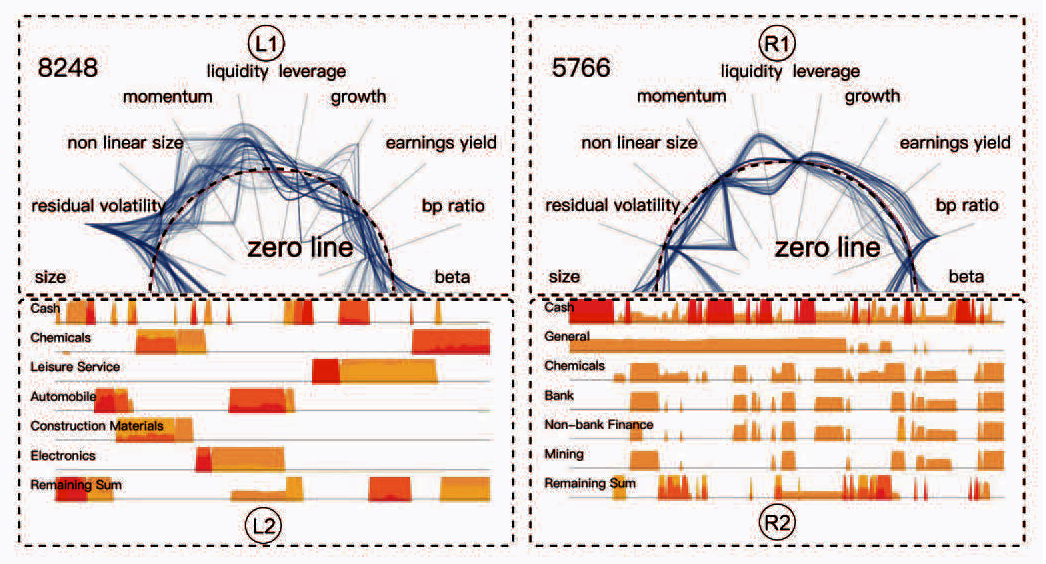 L1
8248
liquidity leverage
momentum
growth
non linear size
earnings yield
residual volatility
bp ratio
zero line
size
beta
Cash
Chemicals
Leisure Service
Automobile
Construction Materials
Electronics
Remaining Sum
L2
R1
5766
liquidity leverage
momentum
growth
non linear size
earnings yield
residual volatility
bp ratio
zero line
size
beta
Cash
General
Chemicals
Bank
Non-bank Finance
Mining
Remaining Sum
R2